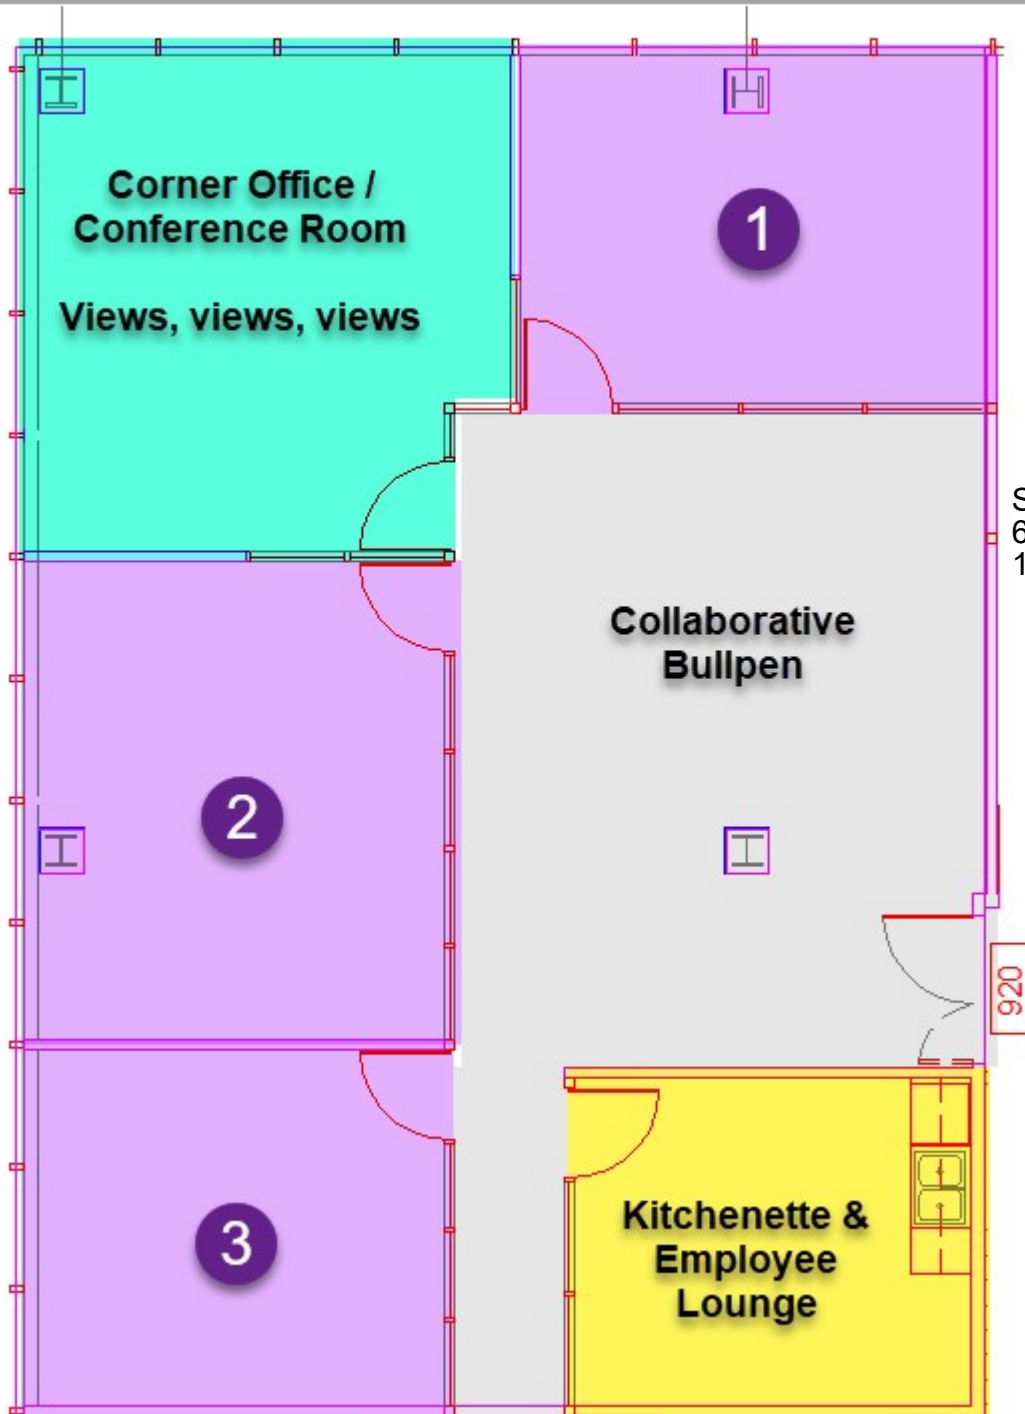 Corner Office /
Conference Room
Views, views, views
1
Collaborative
Bullpen
2
920
3
Kitchenette &
Employee
Lounge